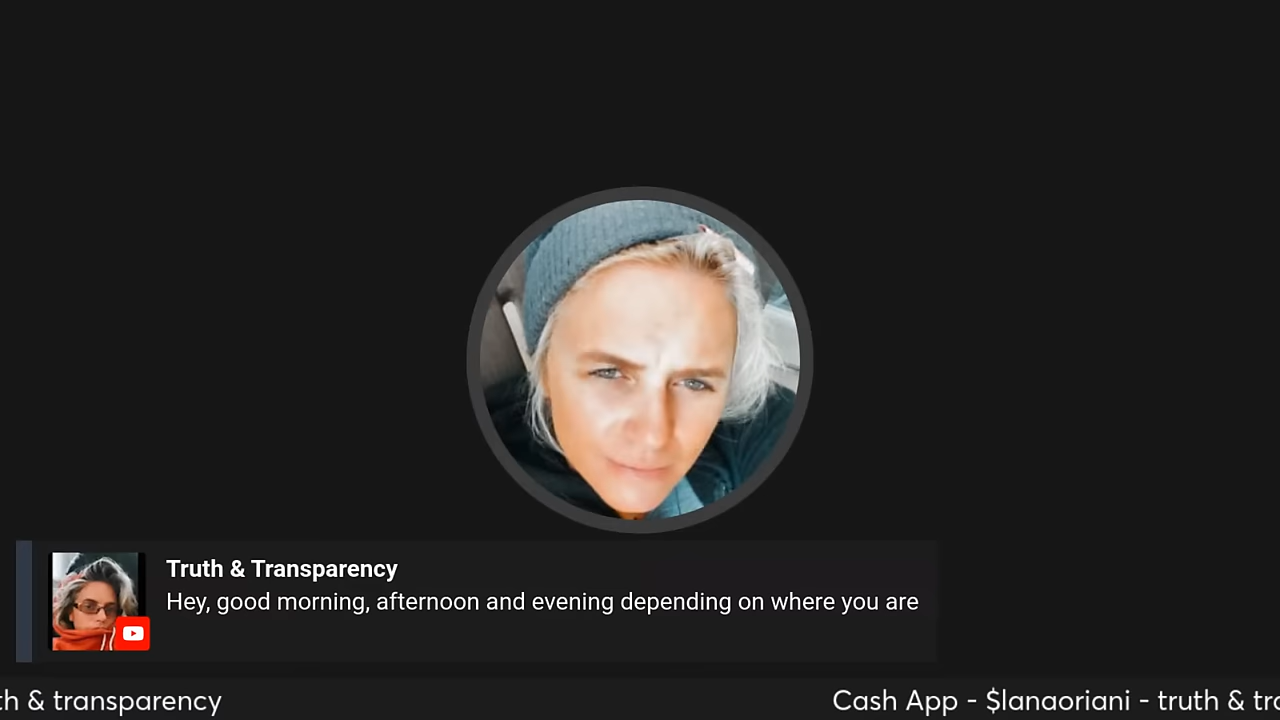 Truth & Transparency
Hey, good morning, afternoon and evening depending on where you are
th & transparency
Cash App - $lanaoriani - truth & tra